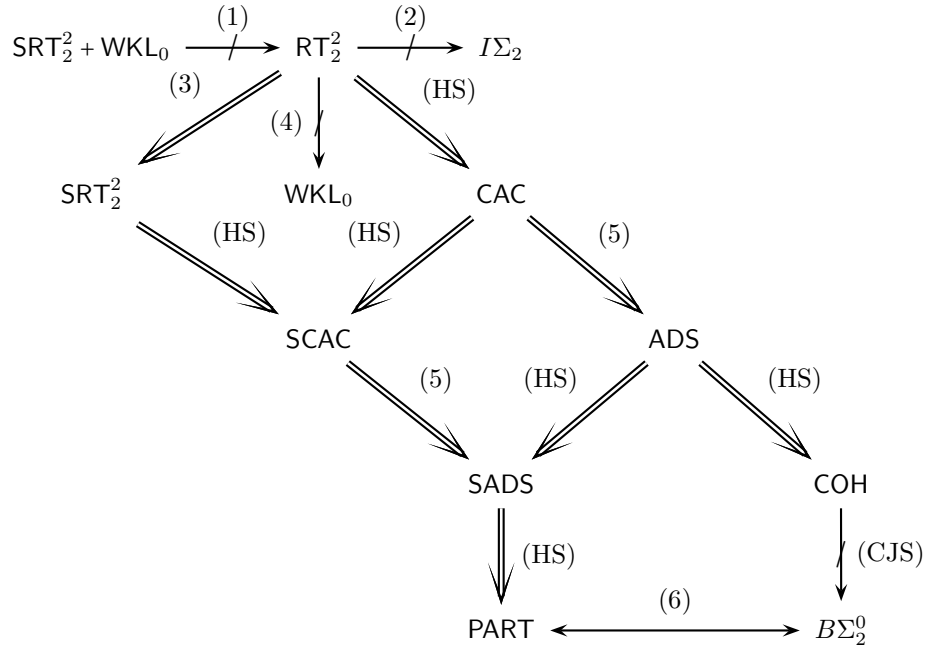 (1) (2)
SRT₂² + WKL₀ RT₂² IΣ₂
(3) (HS)
(4)
SRT₂² WKL₀ CAC
(HS) (HS) (5)
SCAC ADS
(5) (HS) (HS)
SADS COH
(HS) (CJS)
(6)
PART BΣ₂⁰